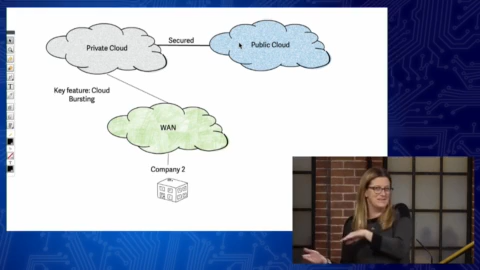 Secured
Private Cloud
Public Cloud
Key feature: Cloud
Bursting
WAN
Company 2